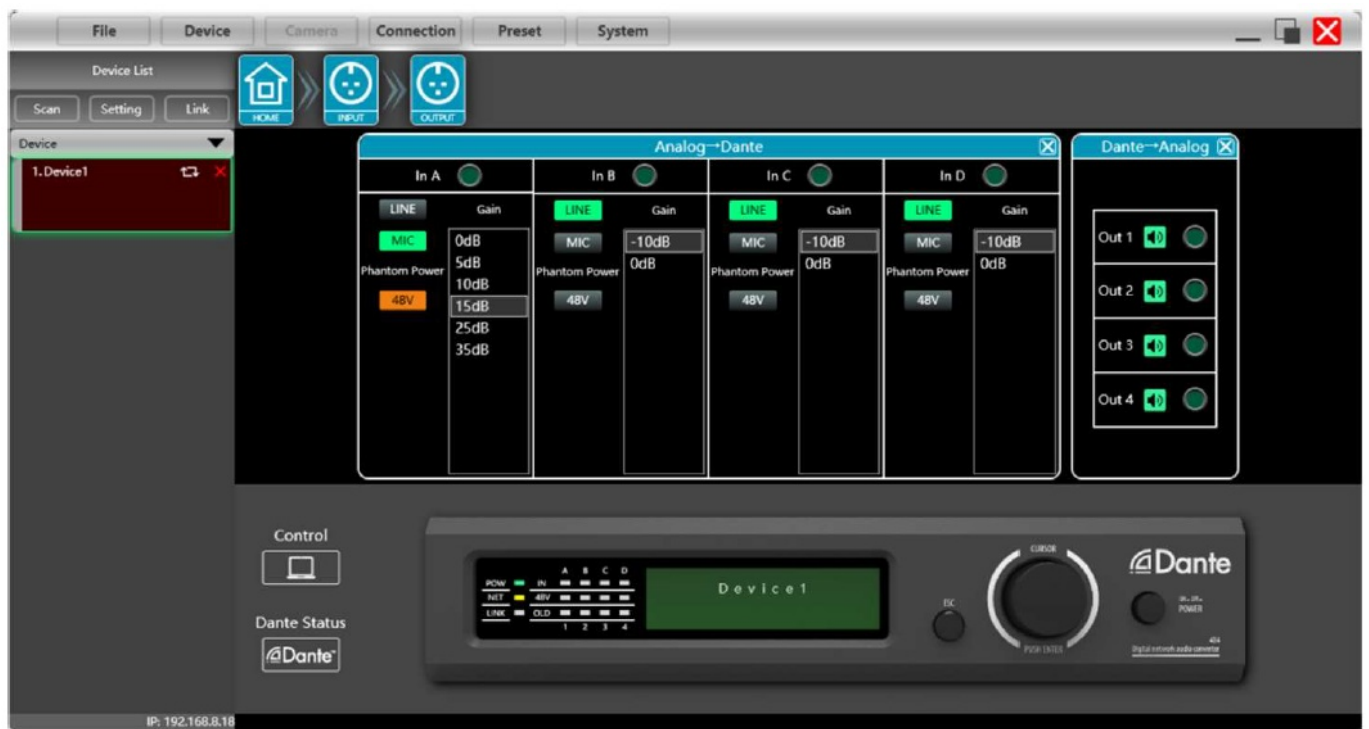 File Device Camera Connection Preset System
Device List
Scan Setting Link
HOME INPUT OUTPUT
Device
1.Device1
Analog→Dante
Dante→Analog
In A In B In C In D
LINE Gain LINE Gain LINE Gain LINE Gain
MIC 0dB MIC -10dB MIC -10dB MIC -10dB
5dB 0dB 0dB 0dB
Phantom Power Phantom Power Phantom Power Phantom Power
10dB
48V 15dB 48V 48V 48V
25dB
35dB
Out 1
Out 2
Out 3
Out 4
Control
Dante Status
Dante™
A B C D
POW IN
NET 48V
LINK OLD
1 2 3 4
Device1
ESC
CURSOR
PUSH ENTER
Dante
POWER
Digital network audio converter
IP: 192.168.8.18